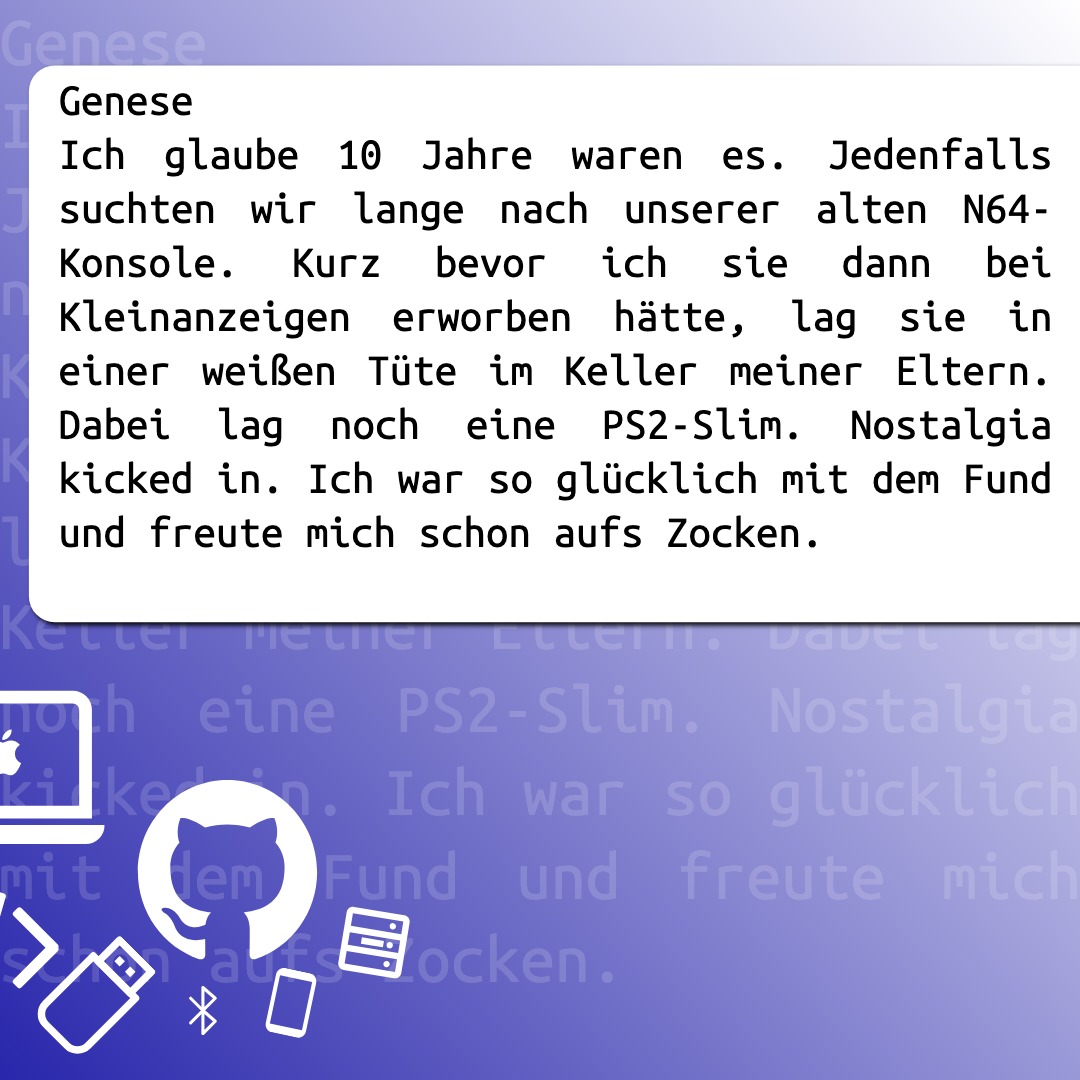 Genese
Ich glaube 10 Jahre waren es. Jedenfalls
suchten wir lange nach unserer alten N64-
Konsole. Kurz bevor ich sie dann bei
Kleinanzeigen erworben hätte, lag sie in
einer weißen Tüte im Keller meiner Eltern.
Dabei lag noch eine PS2-Slim. Nostalgia
kicked in. Ich war so glücklich mit dem Fund
und freute mich schon aufs Zocken.
Genese
I
J
n
K
K
l
Keller meiner Eltern. Dabei lag
noch eine PS2-Slim. Nostalgia
kicked in. Ich war so glücklich
mit dem Fund und freute mich
schon aufs Zocken.